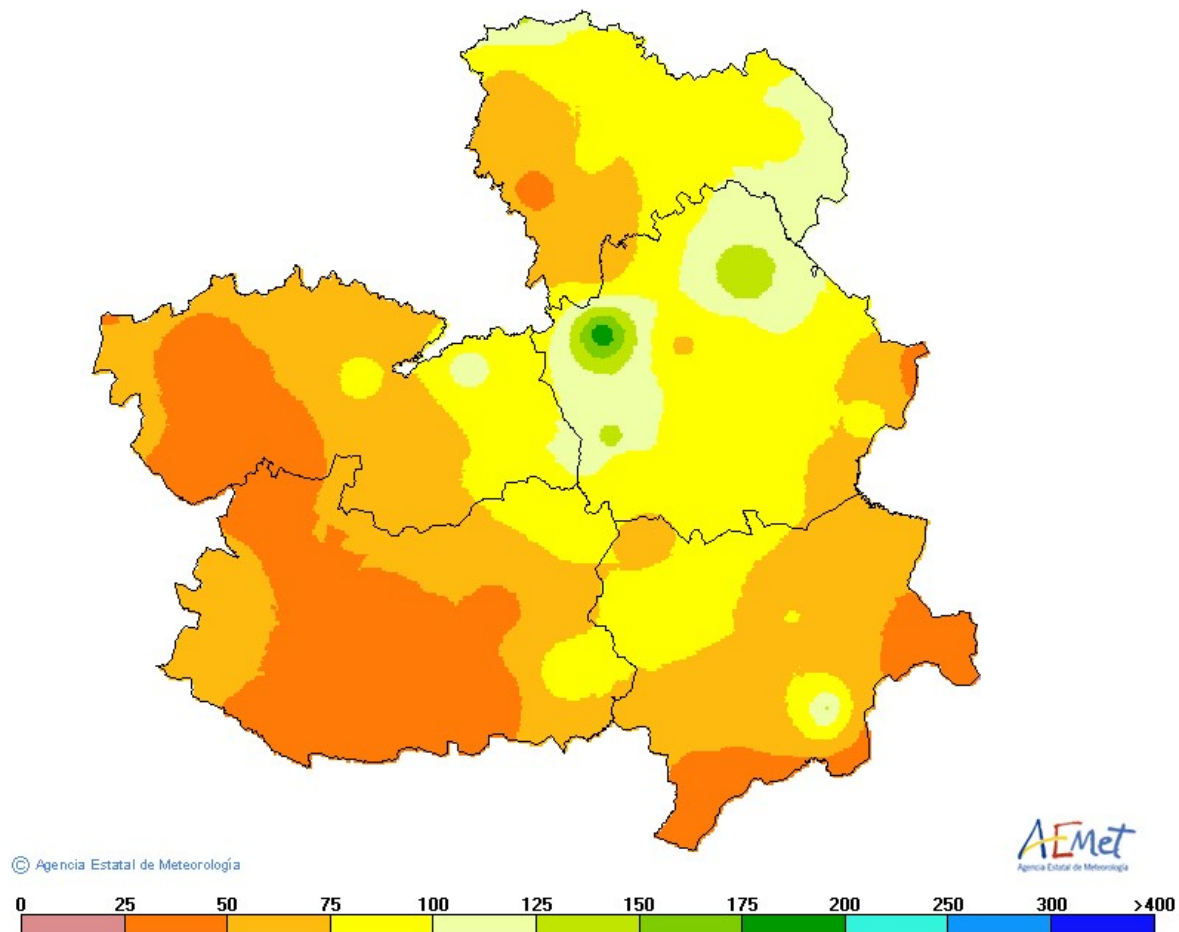 AEMet
Agencia Estatal de Meteorología
© Agencia Estatal de Meteorología
0 25 50 75 100 125 150 175 200 250 300 >400